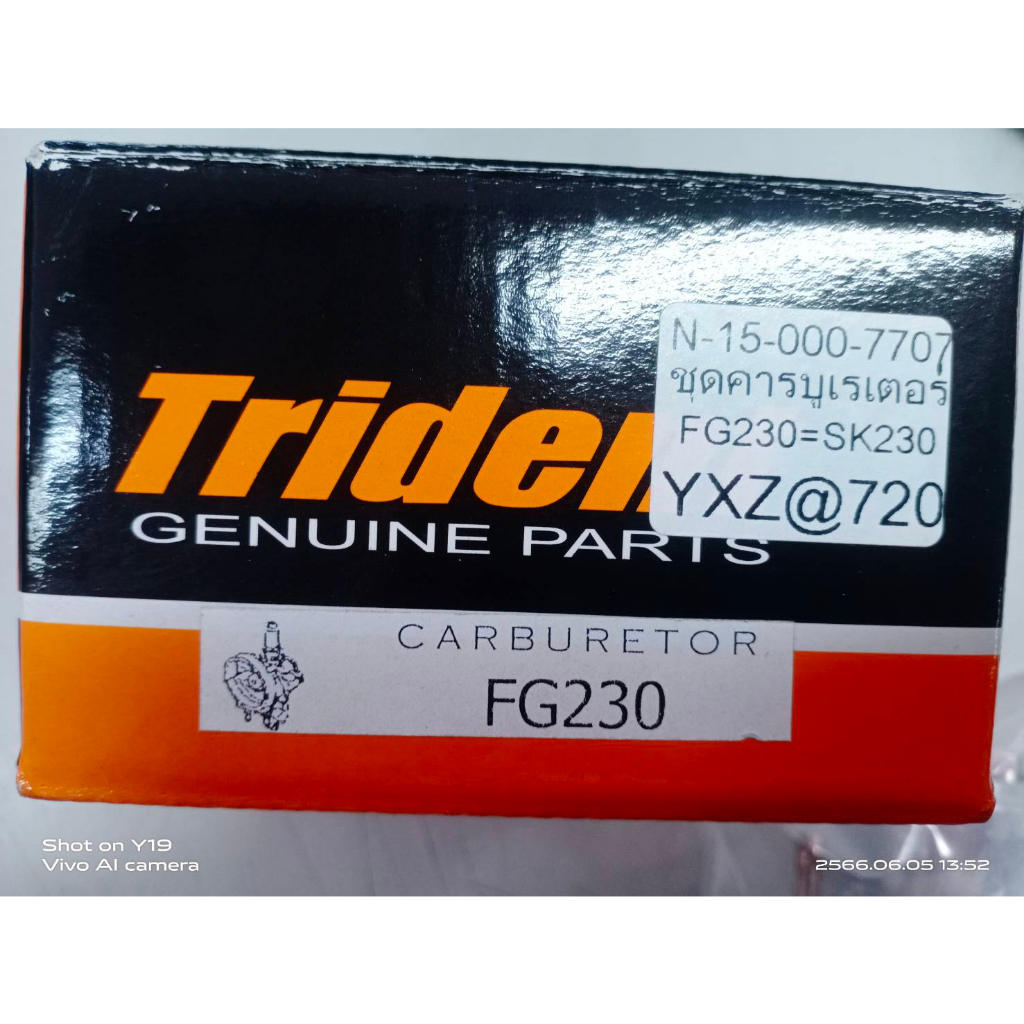 N-15-000-7707
ชุดคาร์บูเรเตอร์
FG230=SK230
YXZ@720
Triden
GENUINE PARTS
CARBURETOR
FG230
Shot on Y19
Vivo AI camera
2566.06.05 13:52